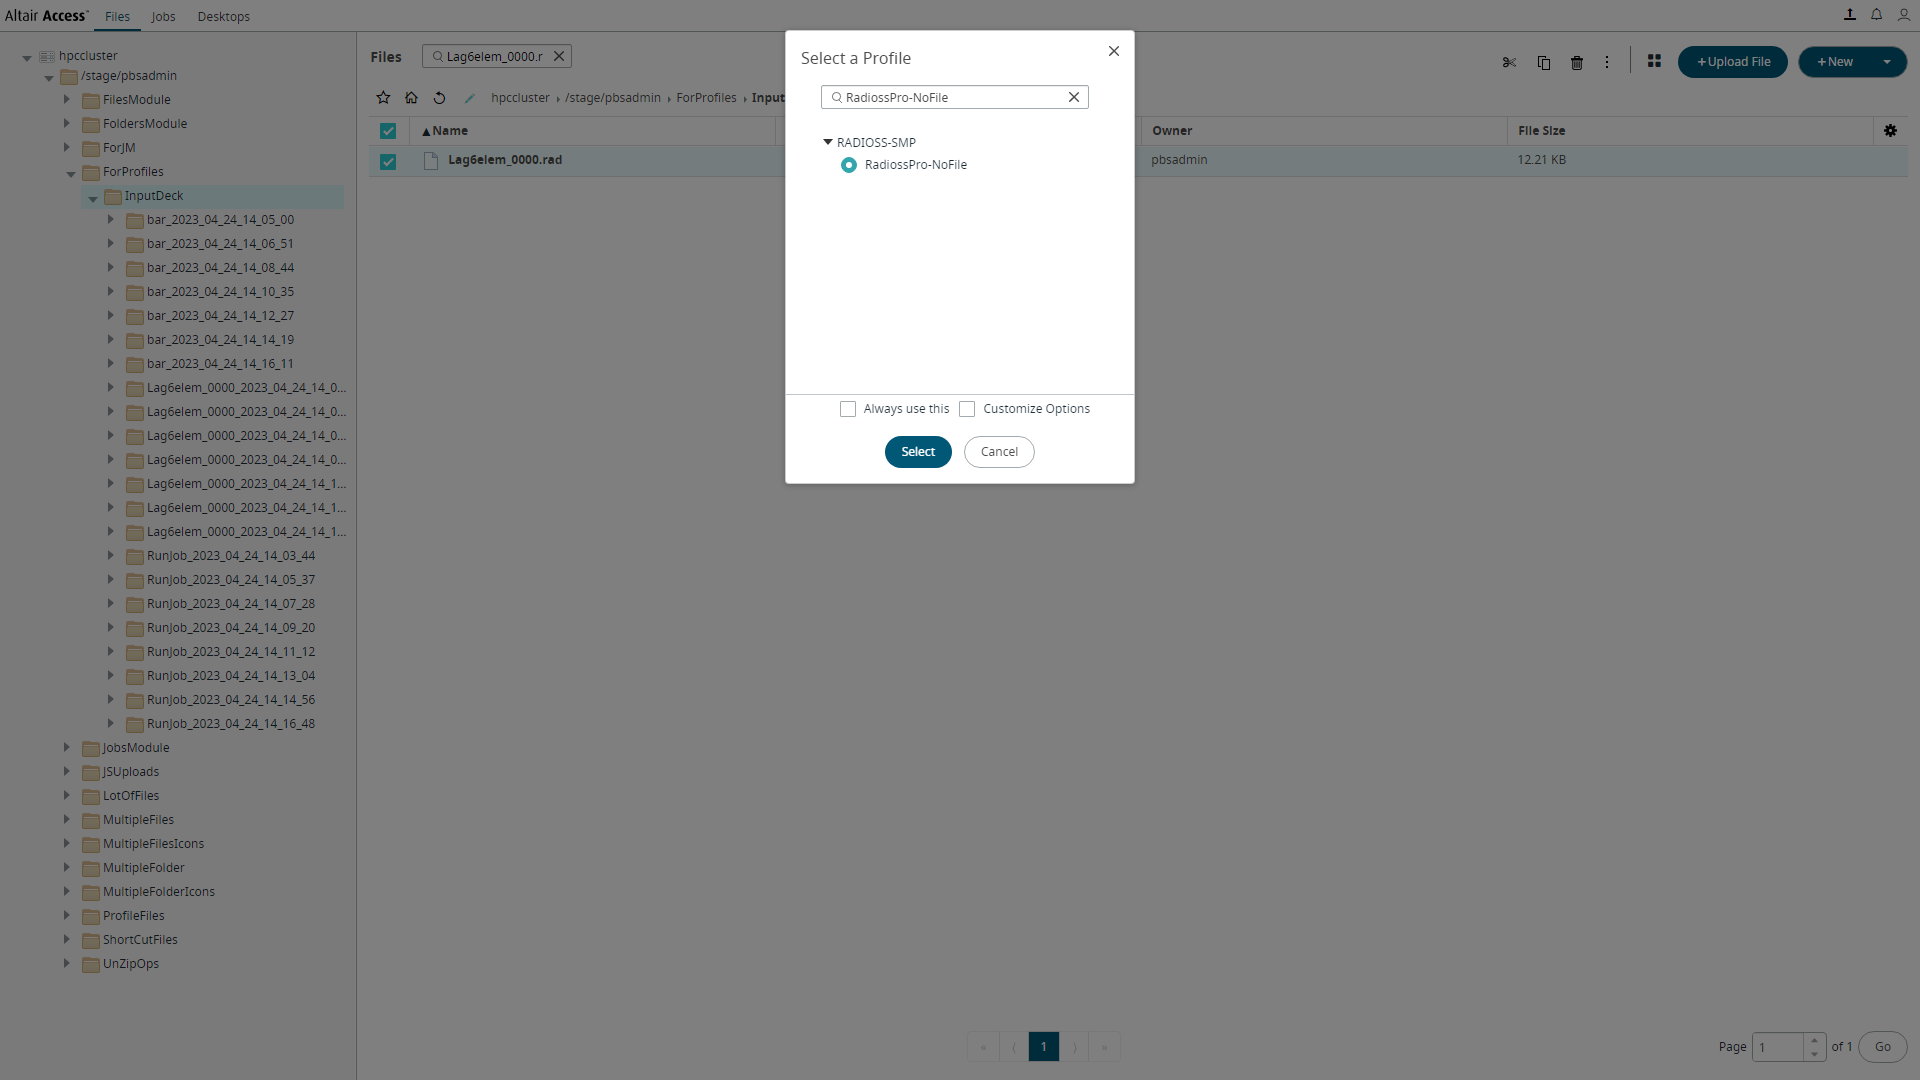 Altair Access™ Files Jobs Desktops
hpccluster
/stage/pbsadmin
FilesModule
FoldersModule
ForJM
ForProfiles
InputDeck
bar_2023_04_24_14_05_00
bar_2023_04_24_14_06_51
bar_2023_04_24_14_08_44
bar_2023_04_24_14_10_35
bar_2023_04_24_14_12_27
bar_2023_04_24_14_14_19
bar_2023_04_24_14_16_11
Lag6elem_0000_2023_04_24_14_0...
Lag6elem_0000_2023_04_24_14_0...
Lag6elem_0000_2023_04_24_14_0...
Lag6elem_0000_2023_04_24_14_0...
Lag6elem_0000_2023_04_24_14_1...
Lag6elem_0000_2023_04_24_14_1...
Lag6elem_0000_2023_04_24_14_1...
RunJob_2023_04_24_14_03_44
RunJob_2023_04_24_14_05_37
RunJob_2023_04_24_14_07_28
RunJob_2023_04_24_14_09_20
RunJob_2023_04_24_14_11_12
RunJob_2023_04_24_14_13_04
RunJob_2023_04_24_14_14_56
RunJob_2023_04_24_14_16_48
JobsModule
JSUploads
LotOfFiles
MultipleFiles
MultipleFilesIcons
MultipleFolder
MultipleFolderIcons
ProfileFiles
ShortCutFiles
UnZipOps
Files Lag6elem_0000.r
+Upload File +New
hpccluster › /stage/pbsadmin › ForProfiles › Input
Name Owner File Size
Lag6elem_0000.rad pbsadmin 12.21 KB
Select a Profile
RadiossPro-NoFile
RADIOSS-SMP
RadiossPro-NoFile
Always use this Customize Options
Select Cancel
« ⟨ 1 ⟩ »
Page 1 of 1 Go